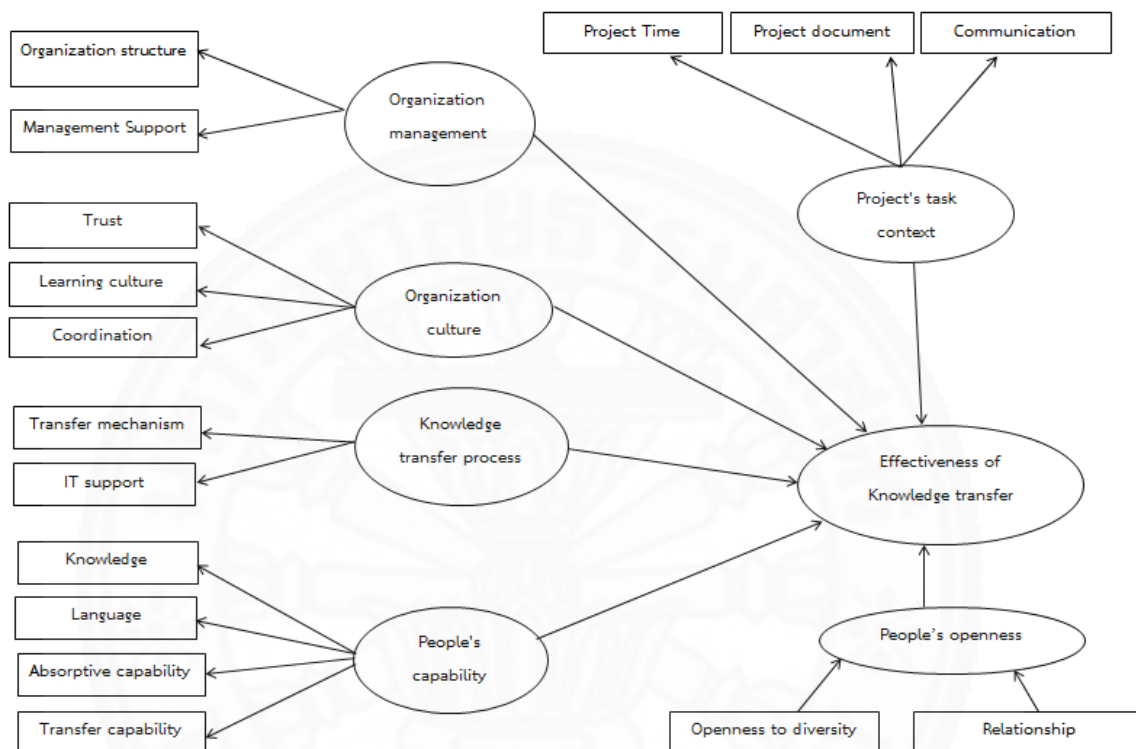 Organization structure
Management Support
Organization
management
Project Time
Project document
Communication
Project's task
context
Trust
Learning culture
Coordination
Organization
culture
Transfer mechanism
IT support
Knowledge
transfer process
Effectiveness of
Knowledge transfer
Knowledge
Language
Absorptive capability
Transfer capability
People's
capability
People's openness
Openness to diversity
Relationship